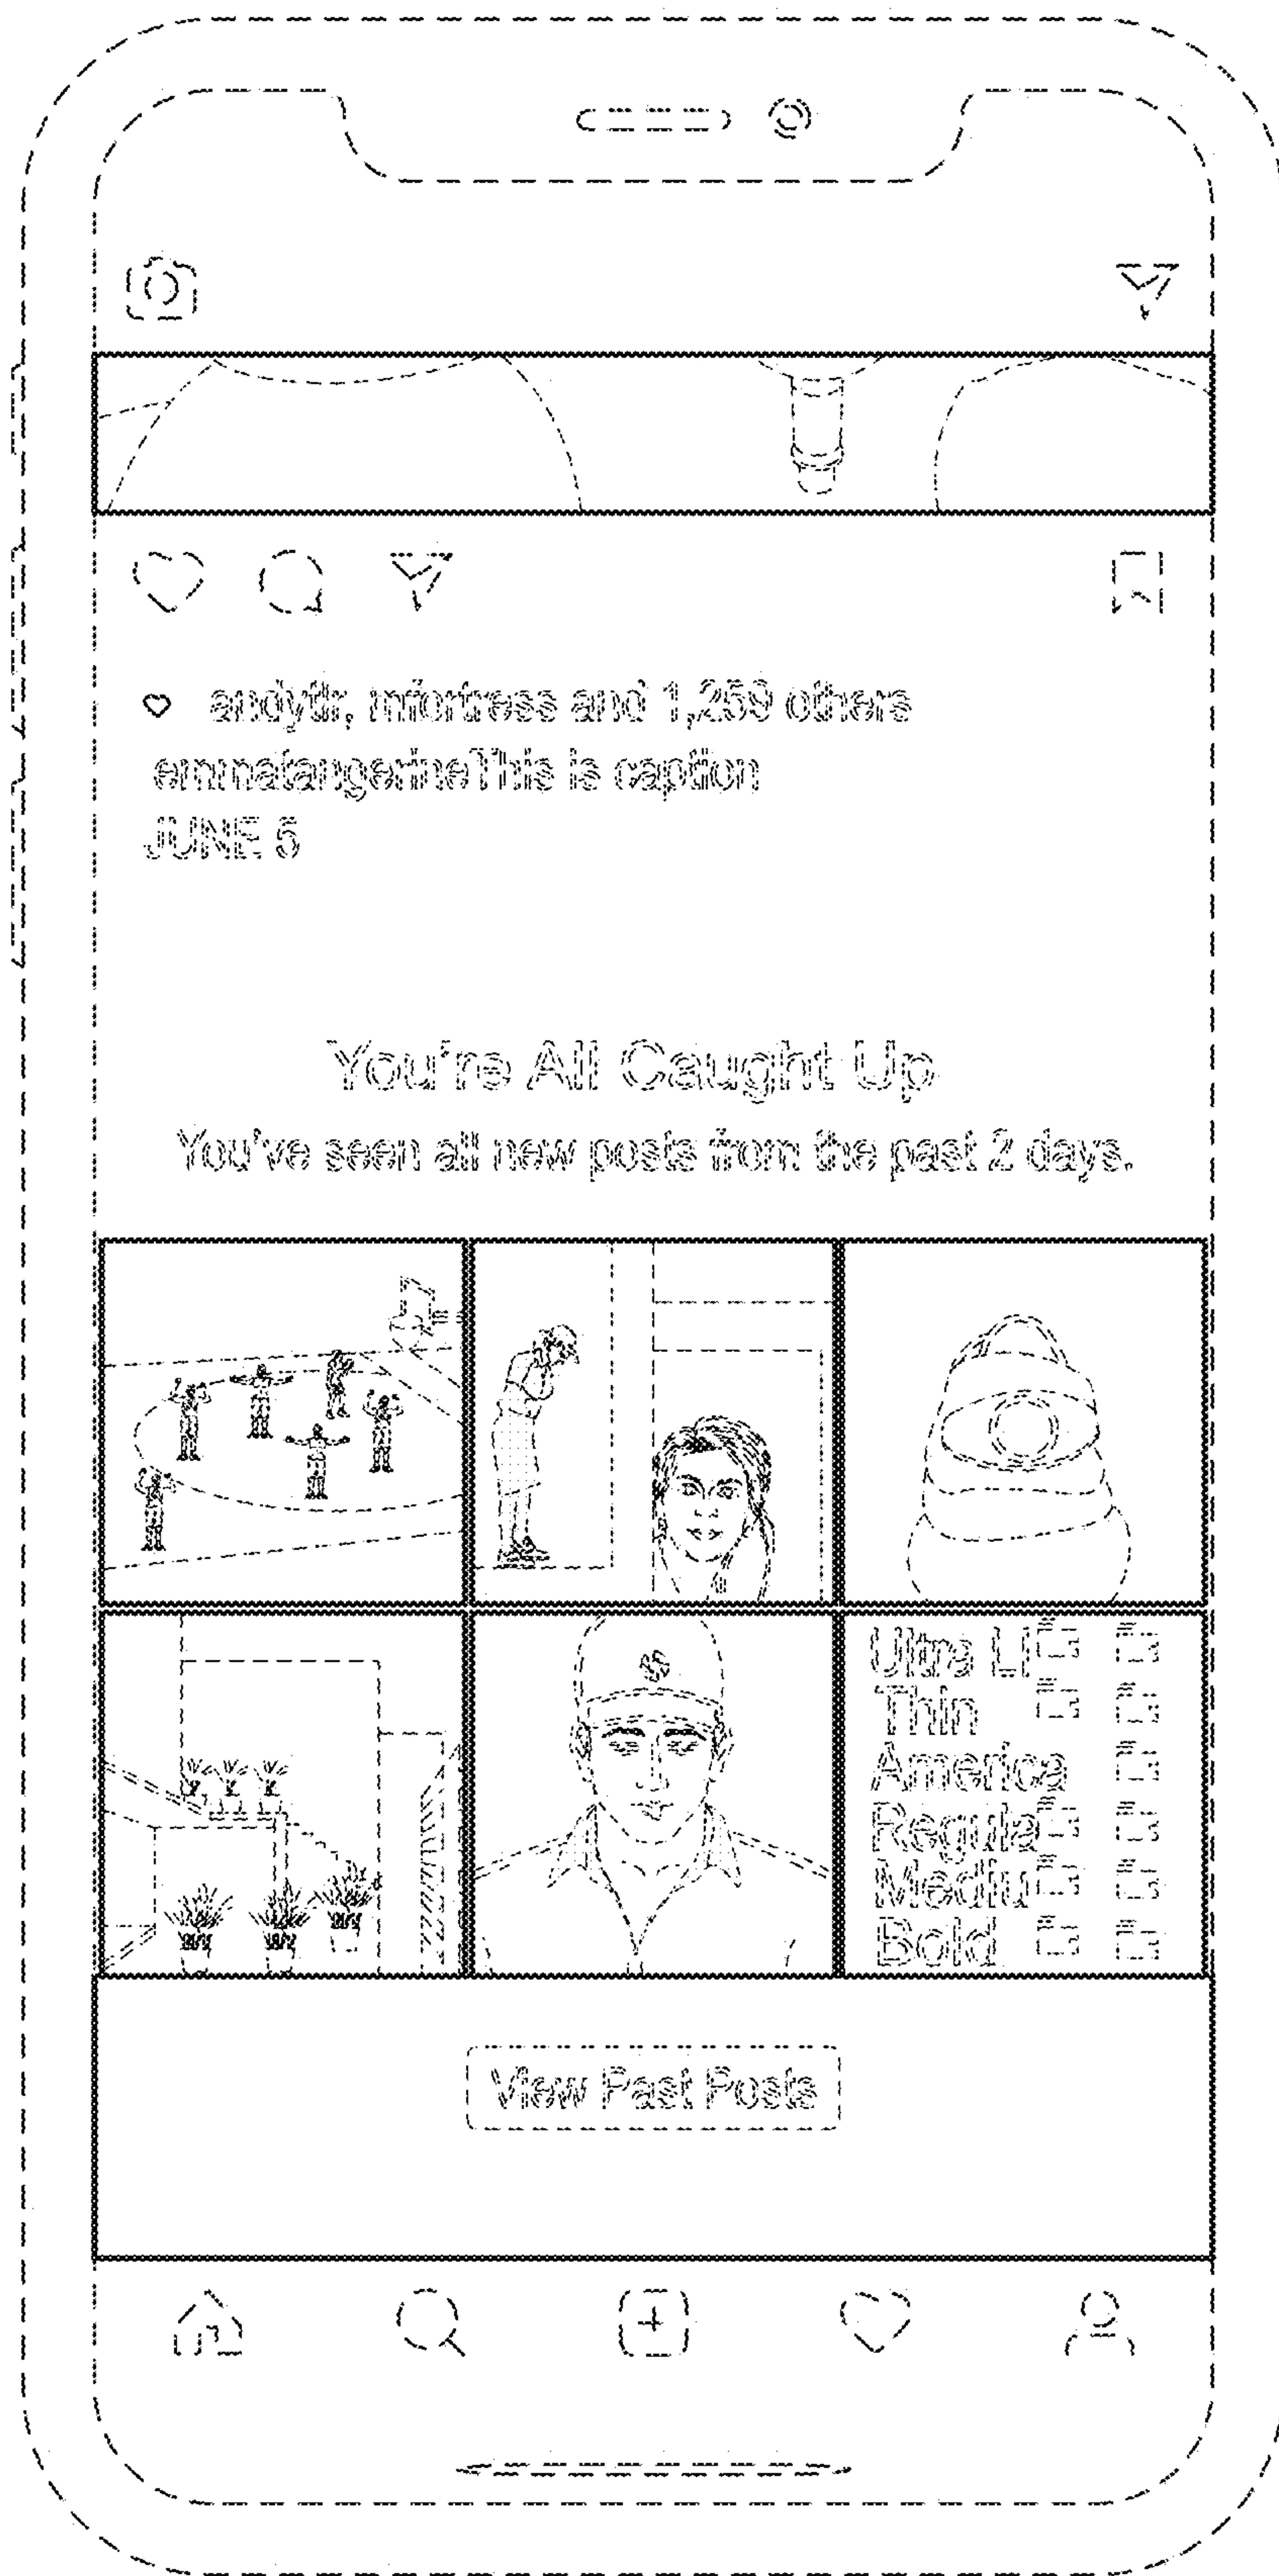 andytlr, mfortress and 1,259 others
emmatangerineThis is caption
JUNE 5
You're All Caught Up
You've seen all new posts from the past 2 days.
Ultra LI
Thin
America
Regula
Mediu
Bold
View Past Posts